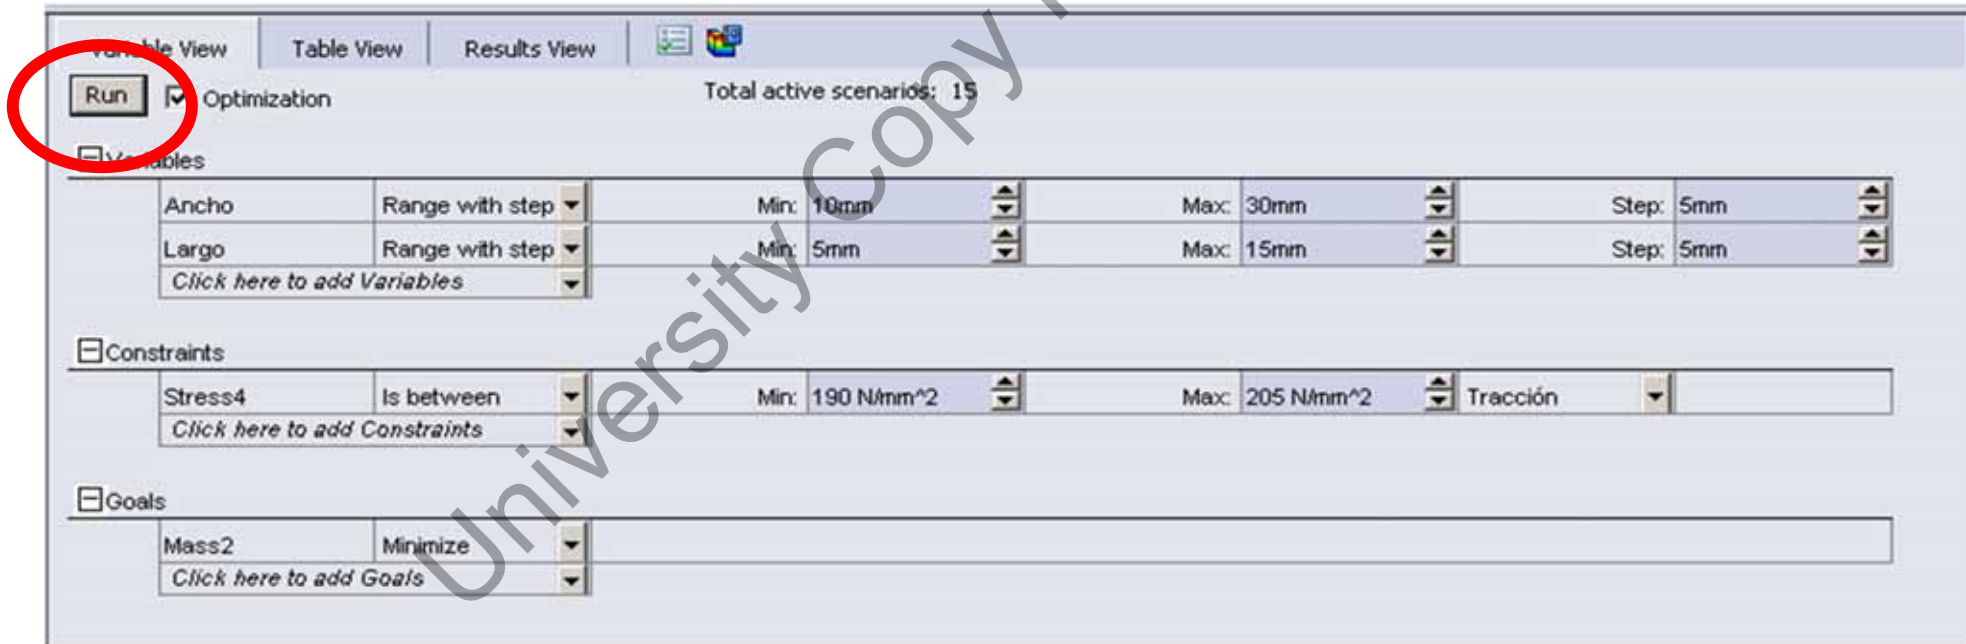 Variable View Table View Results View
Run Optimization Total active scenarios: 15
Variables
Ancho Range with step Min: 10mm Max: 30mm Step: 5mm
Largo Range with step Min: 5mm Max: 15mm Step: 5mm
Click here to add Variables
Constraints
Stress4 Is between Min: 190 N/mm^2 Max: 205 N/mm^2 Tracción
Click here to add Constraints
Goals
Mass2 Minimize
Click here to add Goals
University Copy